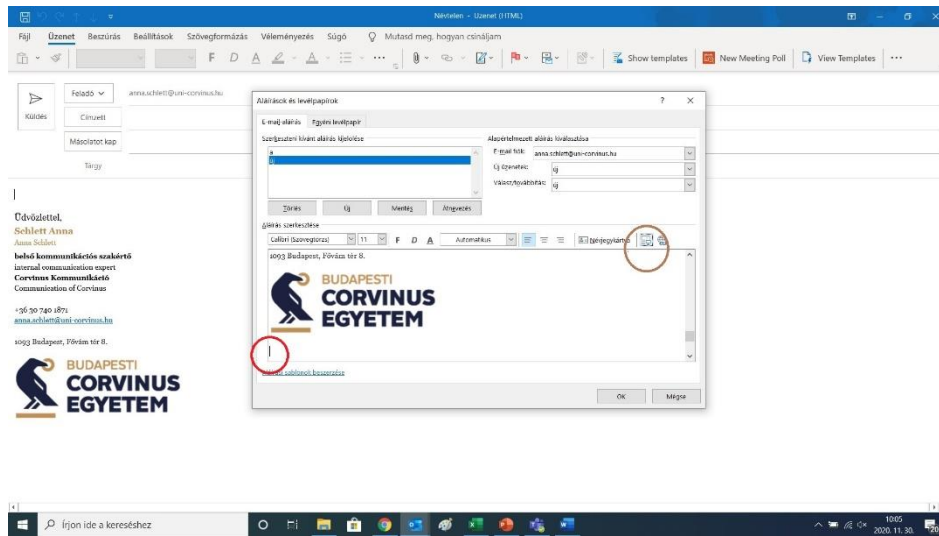 Névtelen - Üzenet (HTML)
Fájl Üzenet Beszúrás Beállítások Szövegformázás Véleményezés Súgó Mutasd meg, hogyan csináljam
F D A Show templates New Meeting Poll View Templates
Küldés
Feladó anna.schlett@uni-corvinus.hu
Címzett
Másolatot kap
Tárgy
Üdvözlettel,
Schlett Anna
Anna Schlett
belső kommunikációs szakértő
internal communication expert
Corvinus Kommunikáció
Communication of Corvinus
+36 30 740 1871
anna.schlett@uni-corvinus.hu
1093 Budapest, Fővám tér 8.
BUDAPESTI
CORVINUS
EGYETEM
Aláírások és levélpapírok ?
E-mail aláírás Egyéni levélpapír
Szerkeszteni kívánt aláírás kijelölése
a
új
Törlés Új Mentés Átnevezés
Alapértelmezett aláírás kiválasztása
E-mail fiók: anna.schlett@uni-corvinus.hu
Új üzenetek: új
Válasz/továbbítás: új
Aláírás szerkesztése
Calibri (Szövegtörzs) 11 F D A Automatikus Névjegykártya
1093 Budapest, Fővám tér 8.
BUDAPESTI
CORVINUS
EGYETEM
sablonok beszerzése
OK Mégse
Írjon ide a kereséshez
10:05
2020. 11. 30.